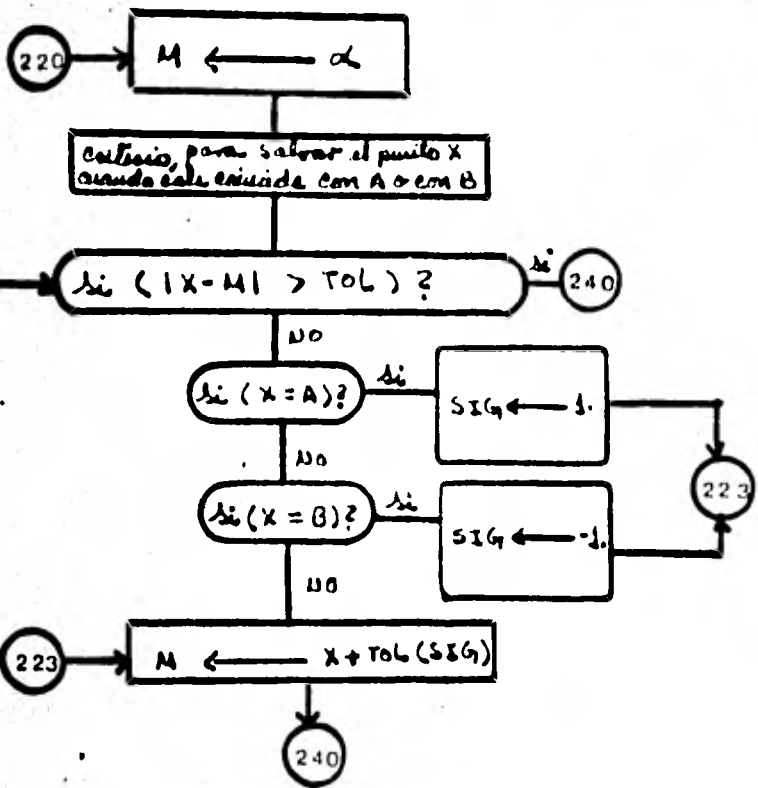 220
M ← α
criterio, para salvar el punto X
cuando este coincida con A o con B
si (|X-M| > TOL)?
si
240
NO
si (X=A)?
si
SIG ← 1.
NO
223
si (X=B)?
si
SIG ← -1.
NO
223
M ← X + TOL(SIG)
240